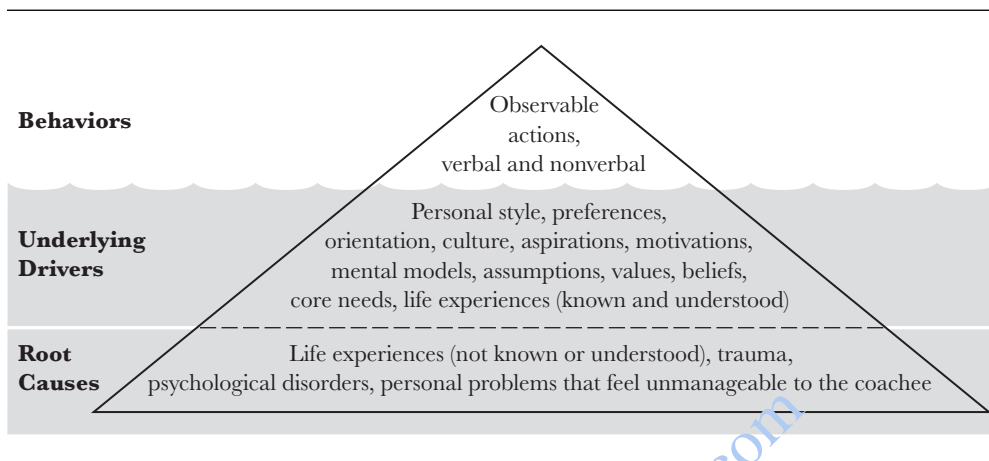 Behaviors
Observable
actions,
verbal and nonverbal
Underlying
Drivers
Personal style, preferences,
orientation, culture, aspirations, motivations,
mental models, assumptions, values, beliefs,
core needs, life experiences (known and understood)
Root
Causes
Life experiences (not known or understood), trauma,
psychological disorders, personal problems that feel unmanageable to the coachee
com